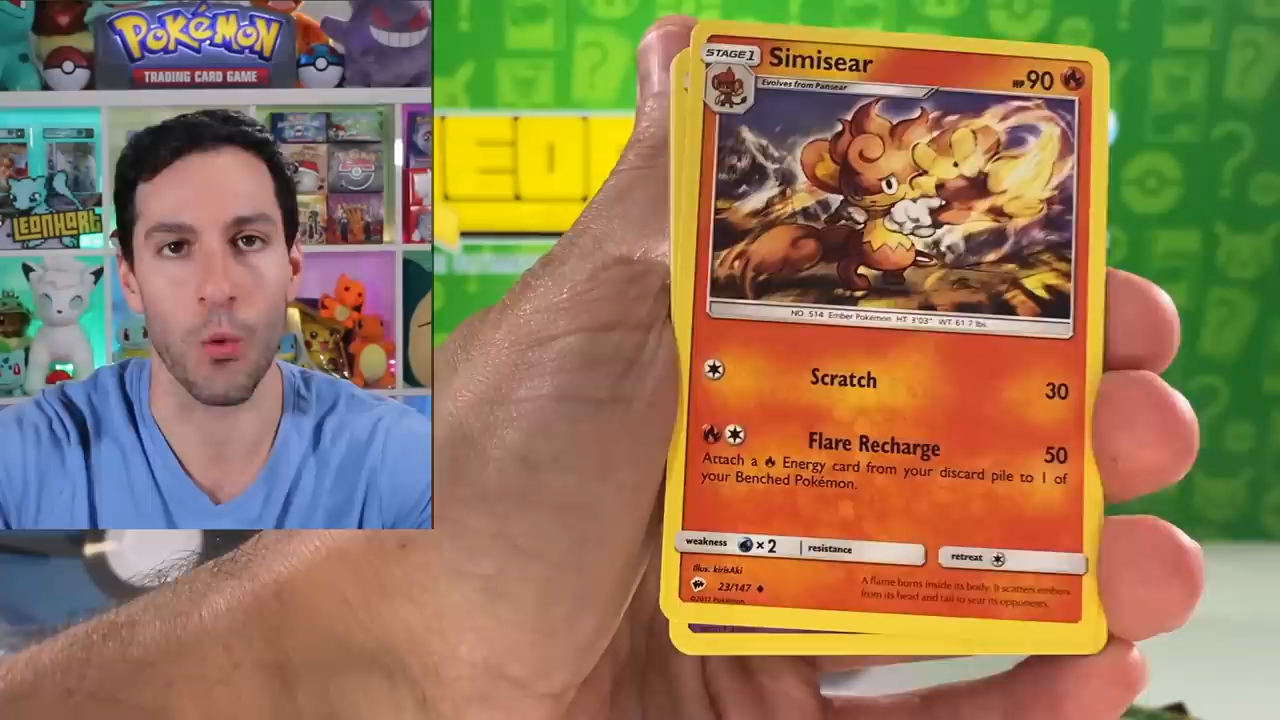 Pokémon
TRADING CARD GAME
LEONHART
LEO
STAGE 1
Simisear
HP 90
Evolves from Pansear
NO. 514 Ember Pokémon HT 3'03" WT 61.7 lbs.
Scratch 30
Flare Recharge 50
Attach a Energy card from your discard pile to 1 of
your Benched Pokémon.
weakness ×2 resistance
retreat
Illus. kirisAki
23/147
©2017 Pokémon
A flame burns inside its body. It scatters embers
from its head and tail to sear its opponents.